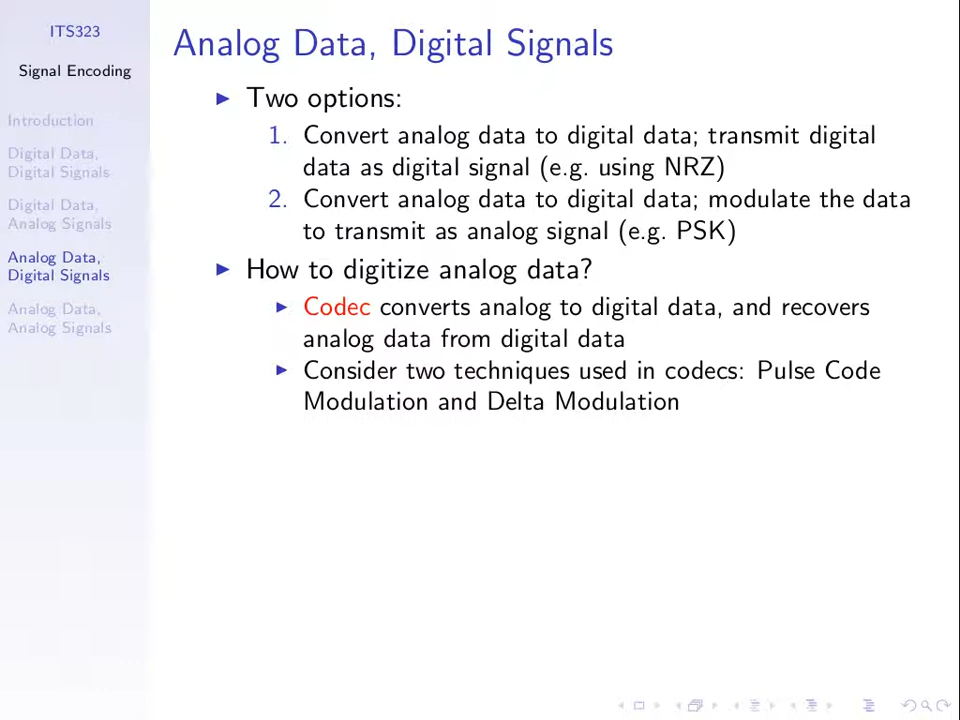 ITS323
Signal Encoding
Introduction
Digital Data,
Digital Signals
Digital Data,
Analog Signals
Analog Data,
Digital Signals
Analog Data,
Analog Signals
Analog Data, Digital Signals
Two options:
1. Convert analog data to digital data; transmit digital
data as digital signal (e.g. using NRZ)
2. Convert analog data to digital data; modulate the data
to transmit as analog signal (e.g. PSK)
How to digitize analog data?
Codec converts analog to digital data, and recovers
analog data from digital data
Consider two techniques used in codecs: Pulse Code
Modulation and Delta Modulation